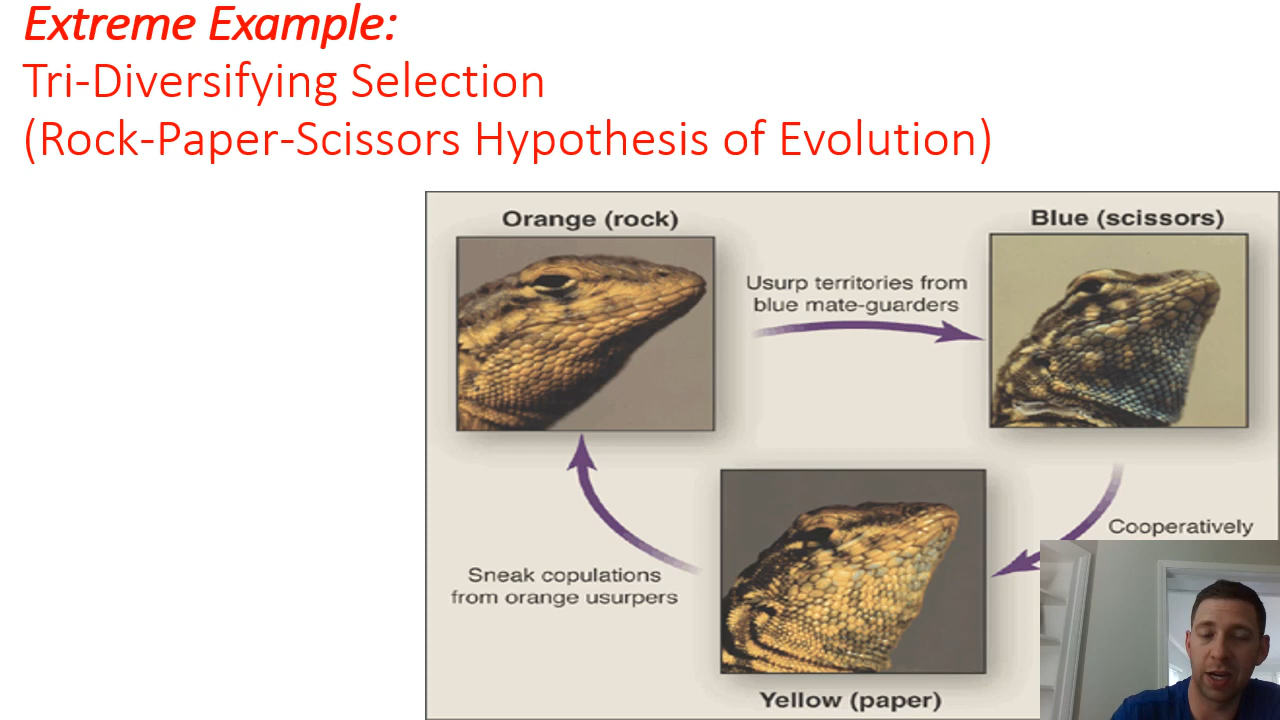 Extreme Example:
Tri-Diversifying Selection
(Rock-Paper-Scissors Hypothesis of Evolution)
Orange (rock)
Blue (scissors)
Usurp territories from
blue mate-guarders
Cooperatively
Sneak copulations
from orange usurpers
Yellow (paper)